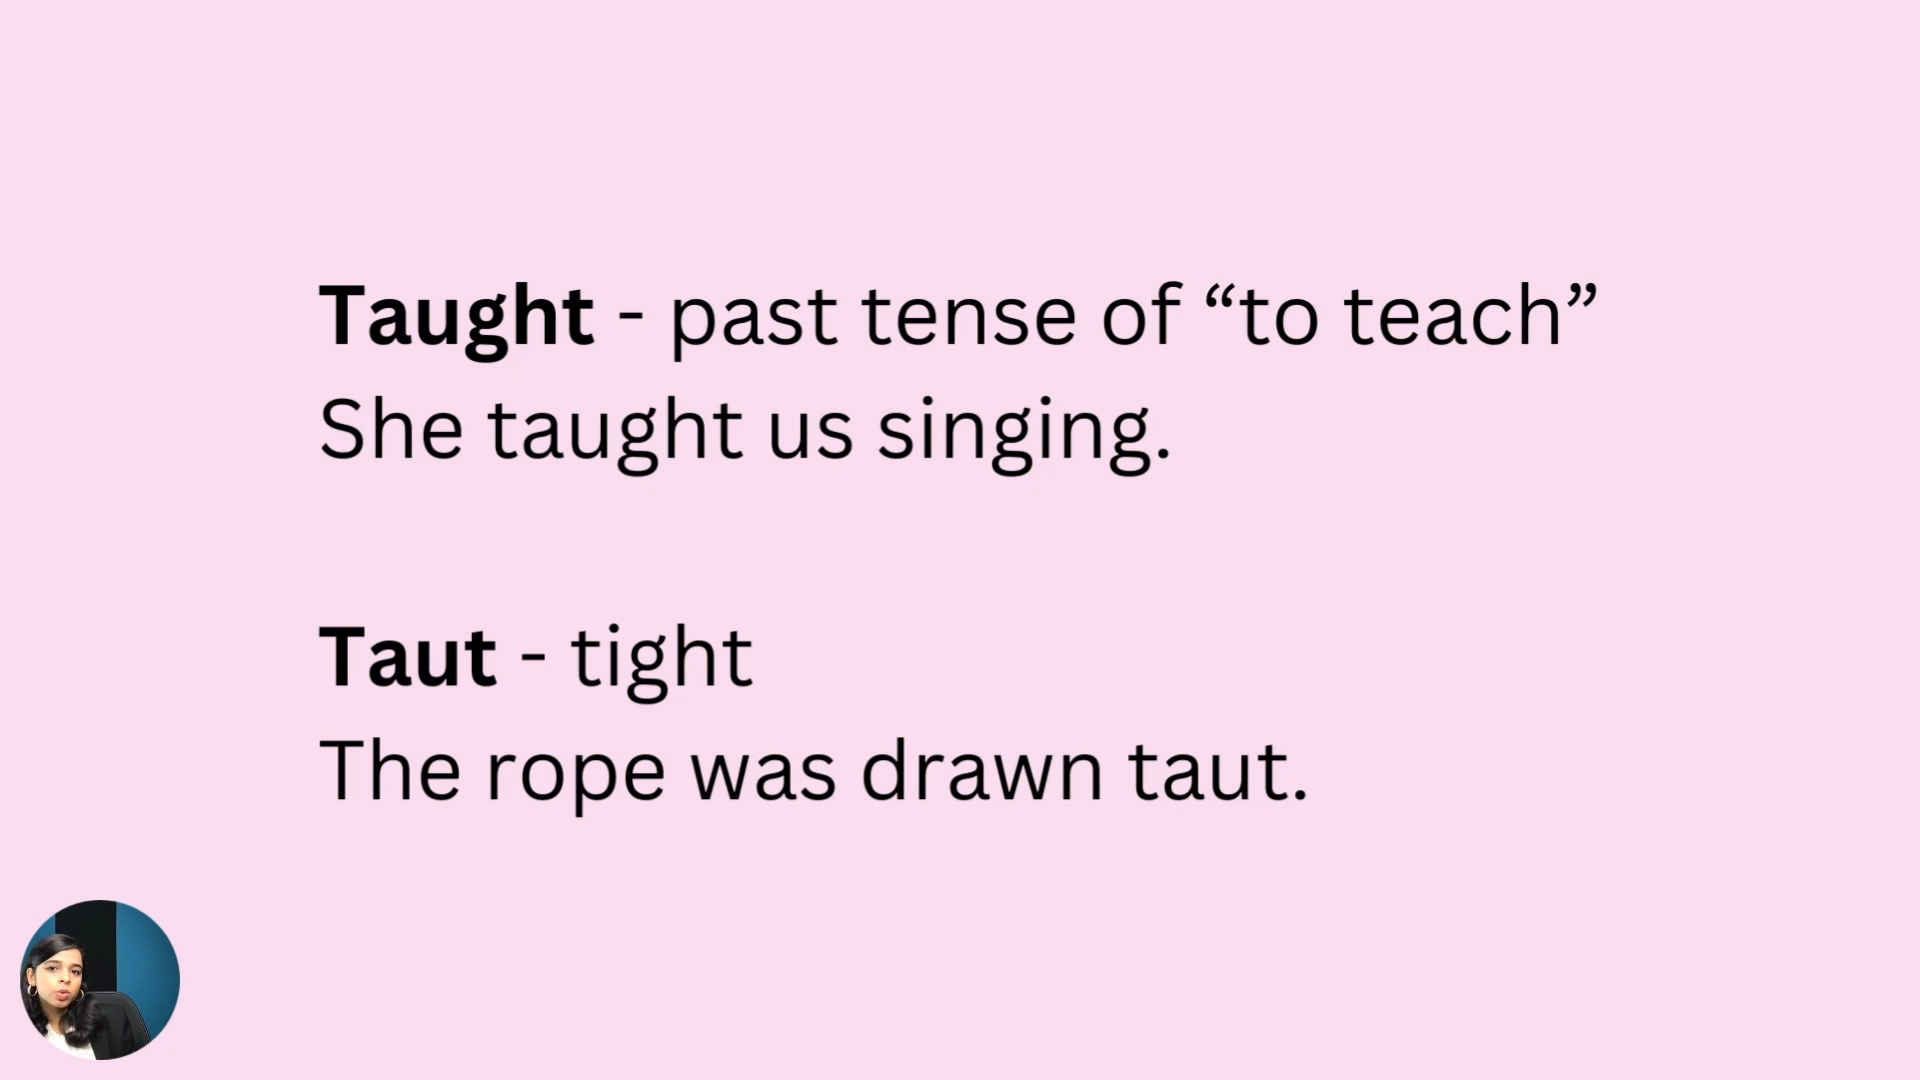 Taught - past tense of “to teach”
She taught us singing.
Taut - tight
The rope was drawn taut.